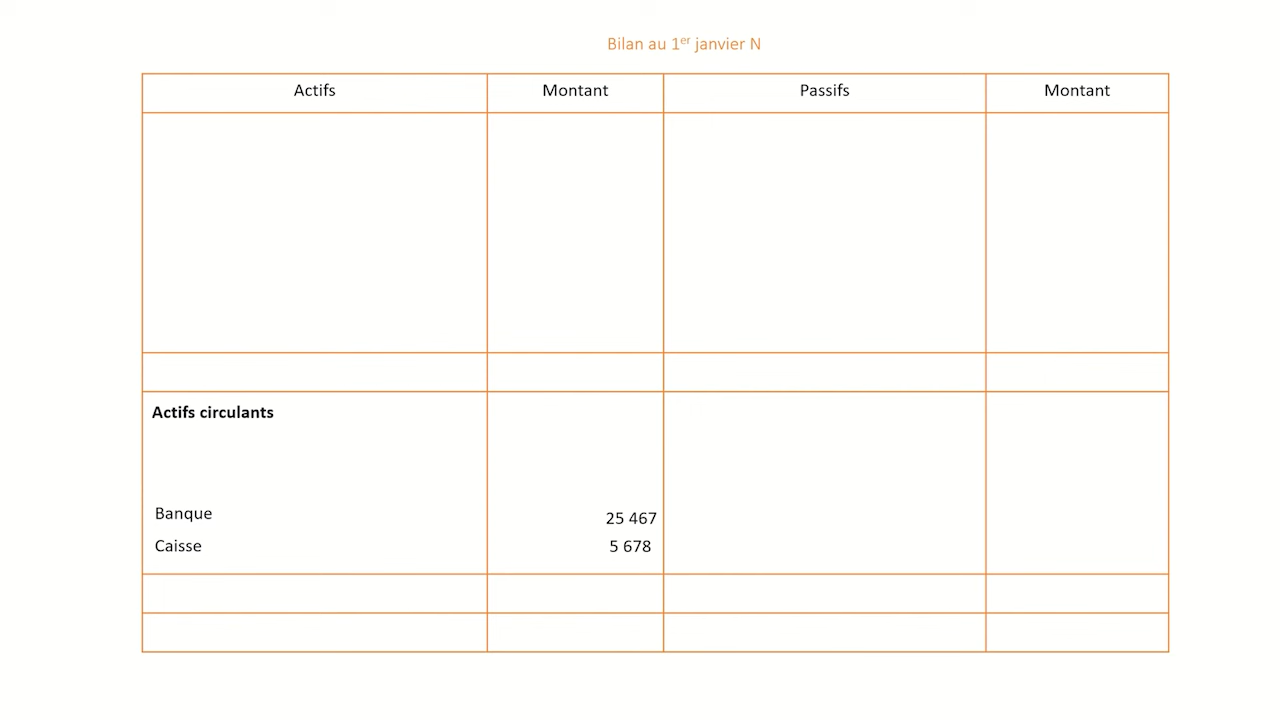 Bilan au 1er janvier N
Actifs Montant Passifs Montant
Actifs circulants
Banque 25 467
Caisse 5 678